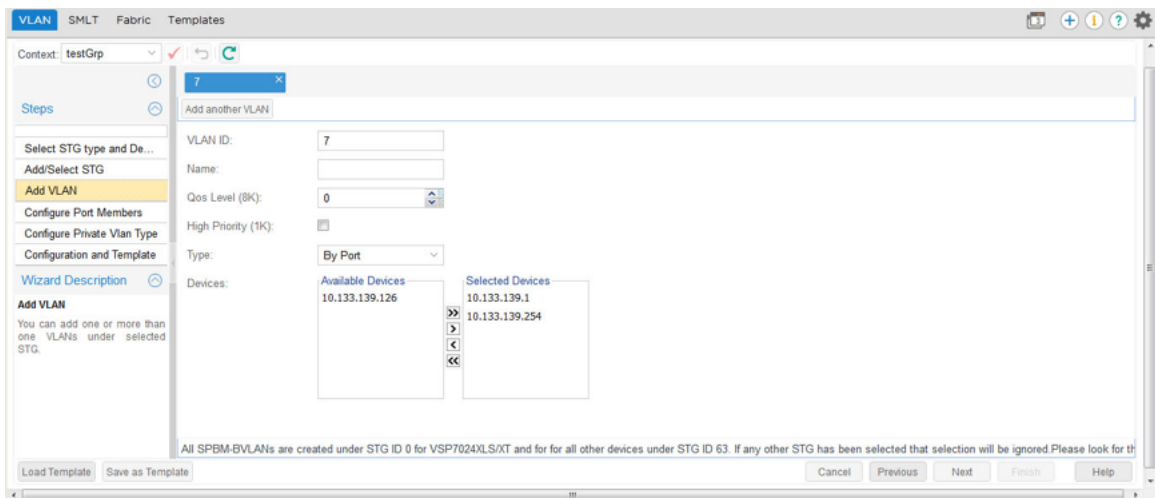 VLAN SMLT Fabric Templates
Context: testGrp
7
Steps
Add another VLAN
Select STG type and De...
Add/Select STG
Add VLAN
Configure Port Members
Configure Private Vlan Type
Configuration and Template
Wizard Description
Add VLAN
You can add one or more than
one VLANs under selected
STG.
VLAN ID: 7
Name:
Qos Level (8K): 0
High Priority (1K):
Type: By Port
Devices:
Available Devices
10.133.139.126
Selected Devices
10.133.139.1
10.133.139.254
All SPBM-BVLANs are created under STG ID 0 for VSP7024XLS/XT and for for all other devices under STG ID 63. If any other STG has been selected that selection will be ignored.Please look for th
Load Template Save as Template Cancel Previous Next Finish Help